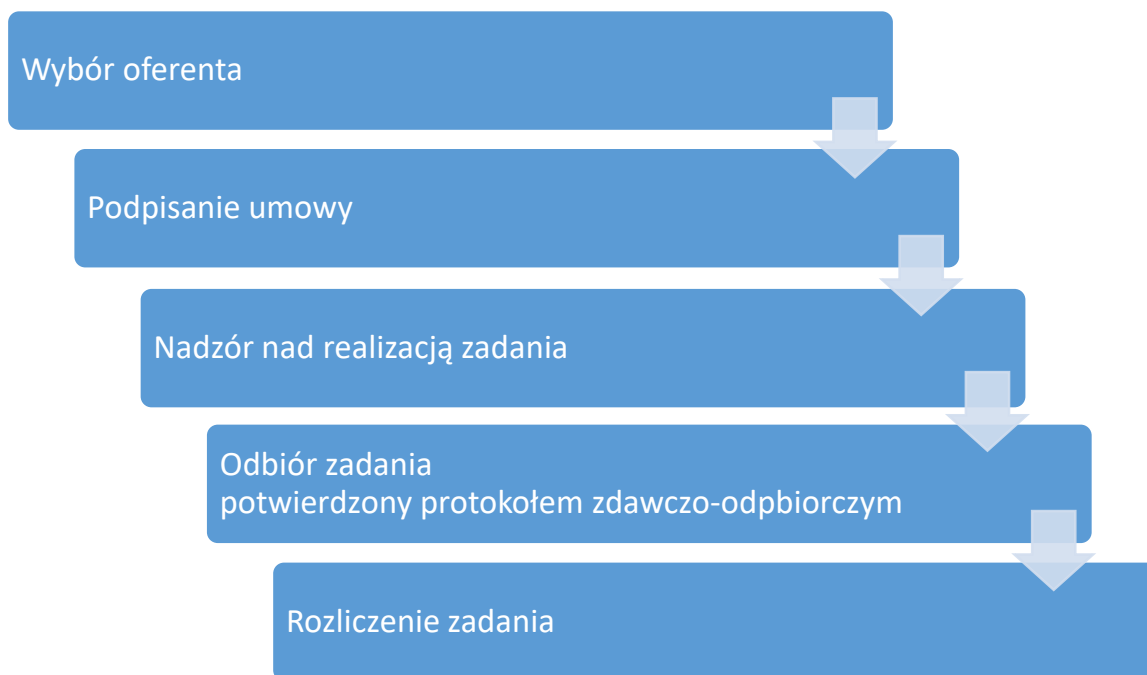 Wybór oferenta
Podpisanie umowy
Nadzór nad realizacją zadania
Odbiór zadania
potwierdzony protokołem zdawczo-odpbiorczym
Rozliczenie zadania